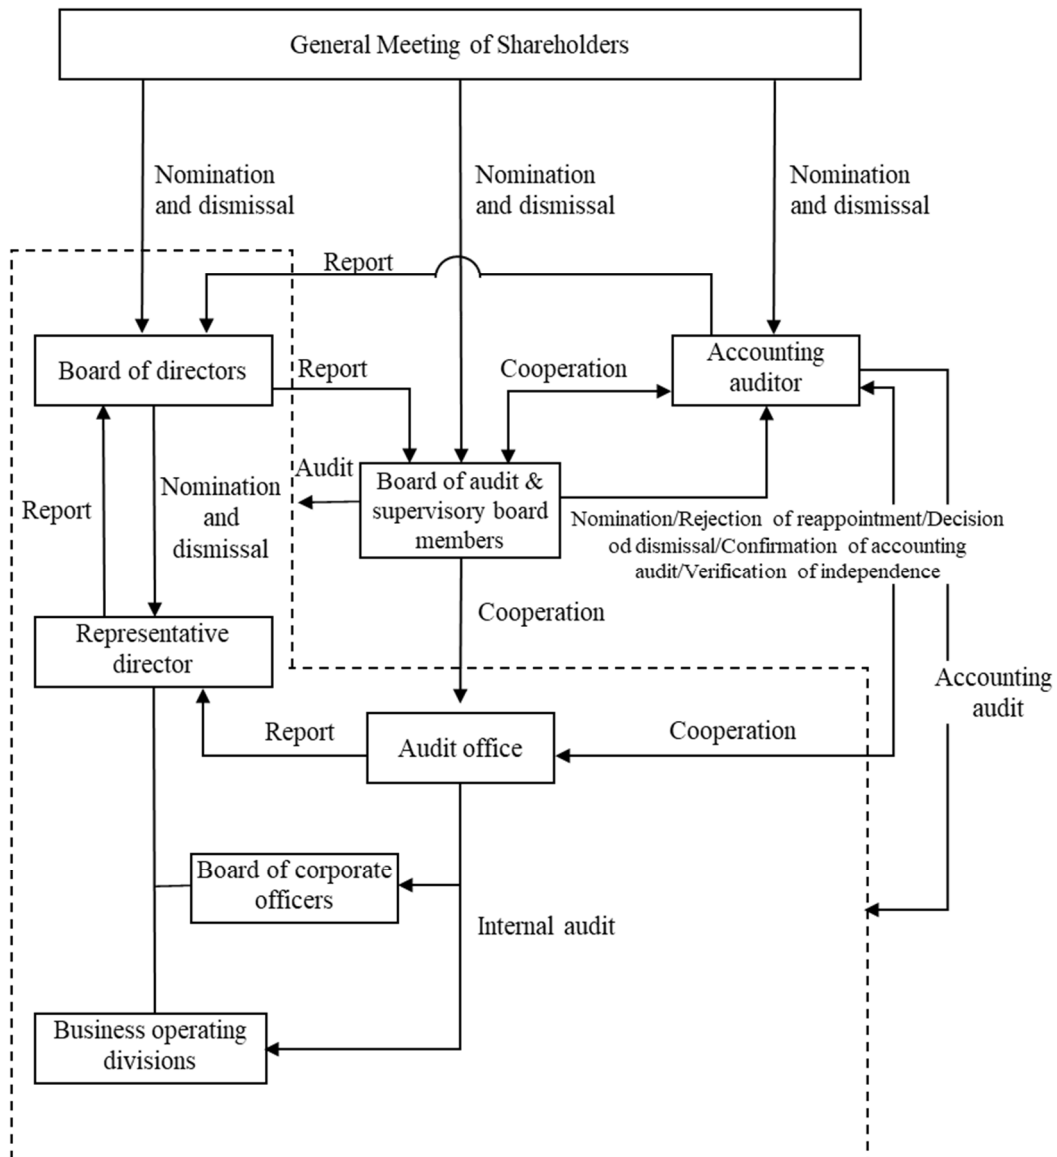 General Meeting of Shareholders
Nomination
and dismissal
Nomination
and dismissal
Nomination
and dismissal
Report
Board of directors
Report
Cooperation
Accounting
auditor
Audit
Board of audit &
supervisory board
members
Report
Nomination
and
dismissal
Nomination/Rejection of reappointment/Decision
od dismissal/Confirmation of accounting
audit/Verification of independence
Cooperation
Representative
director
Accounting
audit
Report
Audit office
Cooperation
Board of corporate
officers
Internal audit
Business operating
divisions